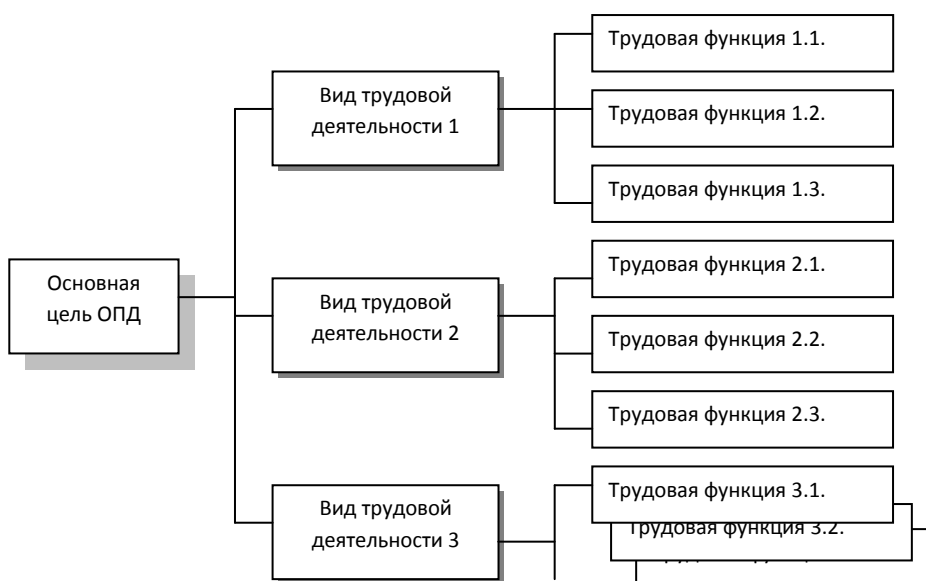 Основная
цель ОПД
Вид трудовой
деятельности 1
Трудовая функция 1.1.
Трудовая функция 1.2.
Трудовая функция 1.3.
Вид трудовой
деятельности 2
Трудовая функция 2.1.
Трудовая функция 2.2.
Трудовая функция 2.3.
Вид трудовой
деятельности 3
Трудовая функция 3.1.
Трудовая функция 3.2.